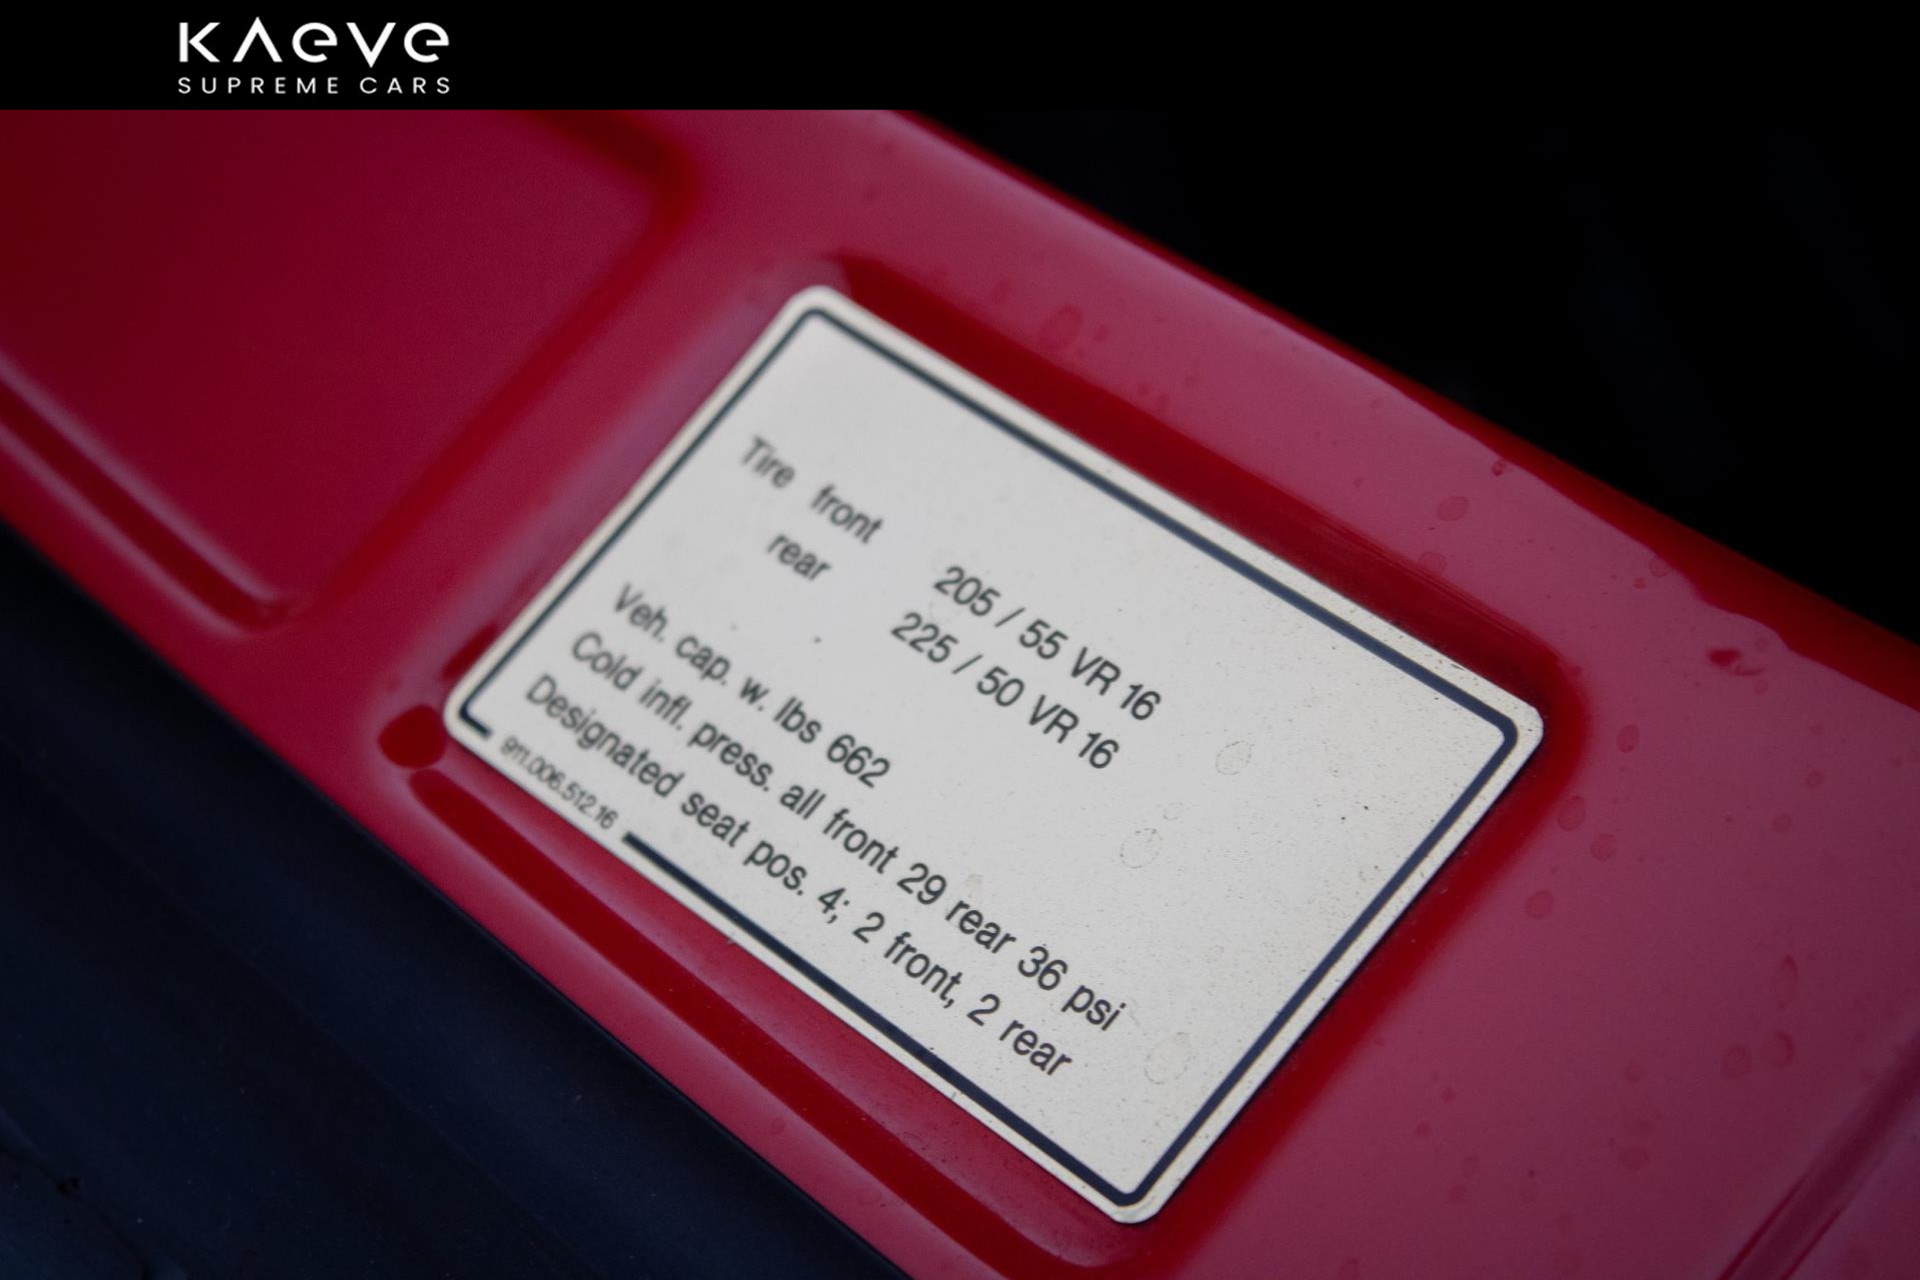 KAEVE
SUPREME CARS
Tire front 205 / 55 VR 16
rear 225 / 50 VR 16
Veh. cap. w. lbs 662
Cold infl. press. all front 29 rear 36 psi
Designated seat pos. 4; 2 front, 2 rear
911.006.512.16